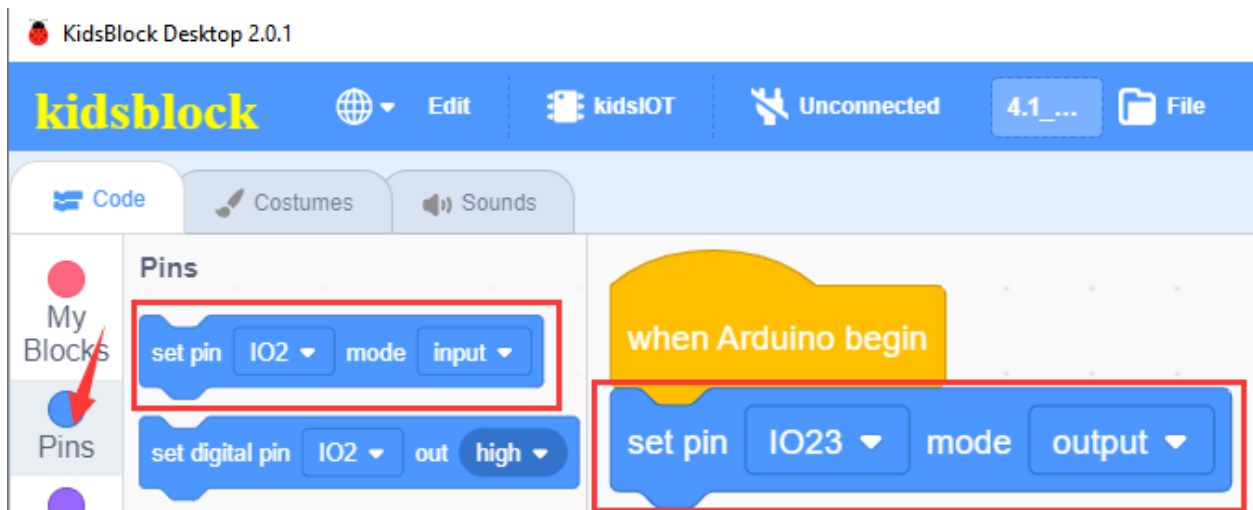 KidsBlock Desktop 2.0.1
kidsblock Edit kidsIOT Unconnected 4.1_... File
Code Costumes Sounds
My
Blocks
Pins
Pins
set pin IO2 mode input
set digital pin IO2 out high
when Arduino begin
set pin IO23 mode output